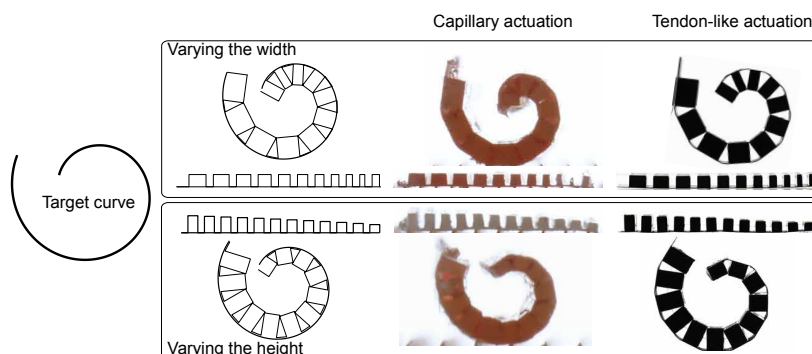 Capillary actuation
Tendon-like actuation
Varying the width
Target curve
Varying the height